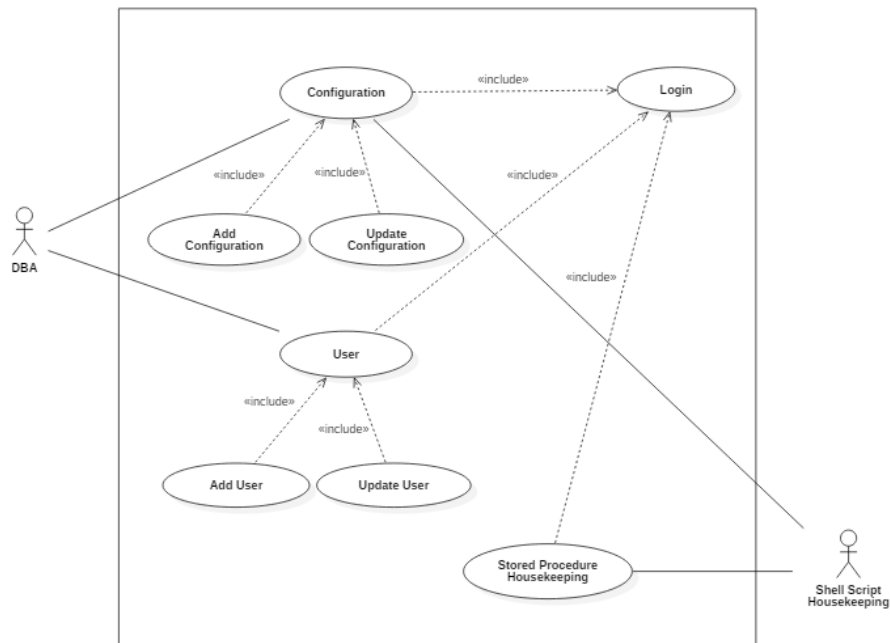 Configuration
«include»
Login
«include»
«include»
«include»
Add
Configuration
Update
Configuration
DBA
«include»
User
«include»
«include»
Add User
Update User
Stored Procedure
Housekeeping
Shell Script
Housekeeping